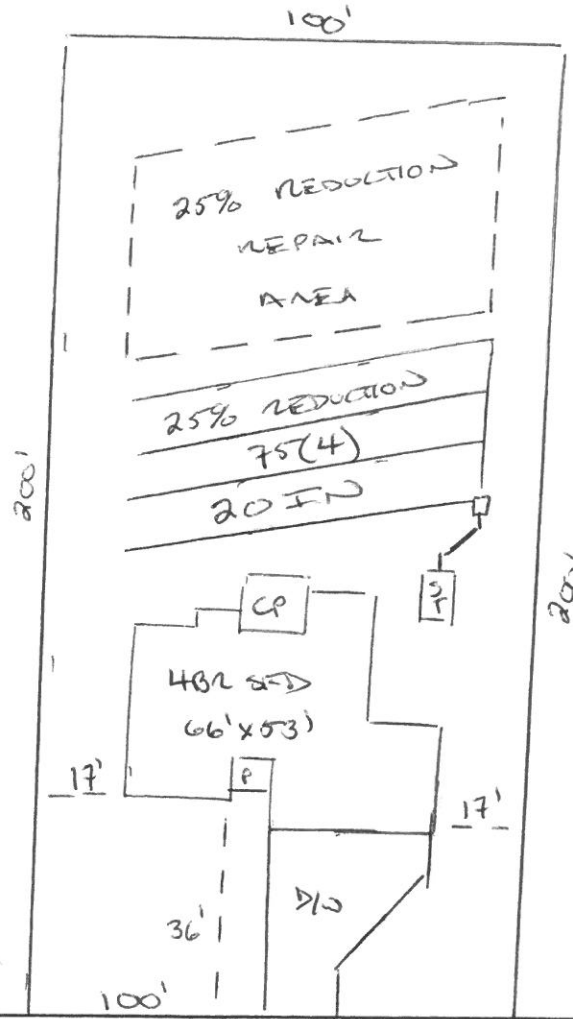 100'
25% REDUCTION
REPAIR
AREA
25% REDUCTION
75(4)
20 IN
200'
200'
ST
CP
4BR SFD
(66'x53')
P
17'
17'
D/W
36'
100'